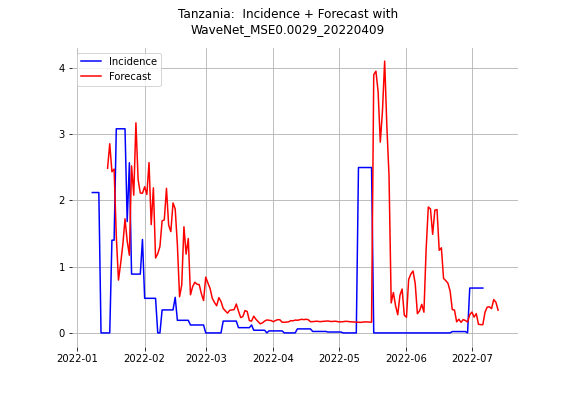 Tanzania:  Incidence + Forecast with
WaveNet_MSE0.0029_20220409
Incidence
Forecast
4
3
2
1
0
2022-01 2022-02 2022-03 2022-04 2022-05 2022-06 2022-07